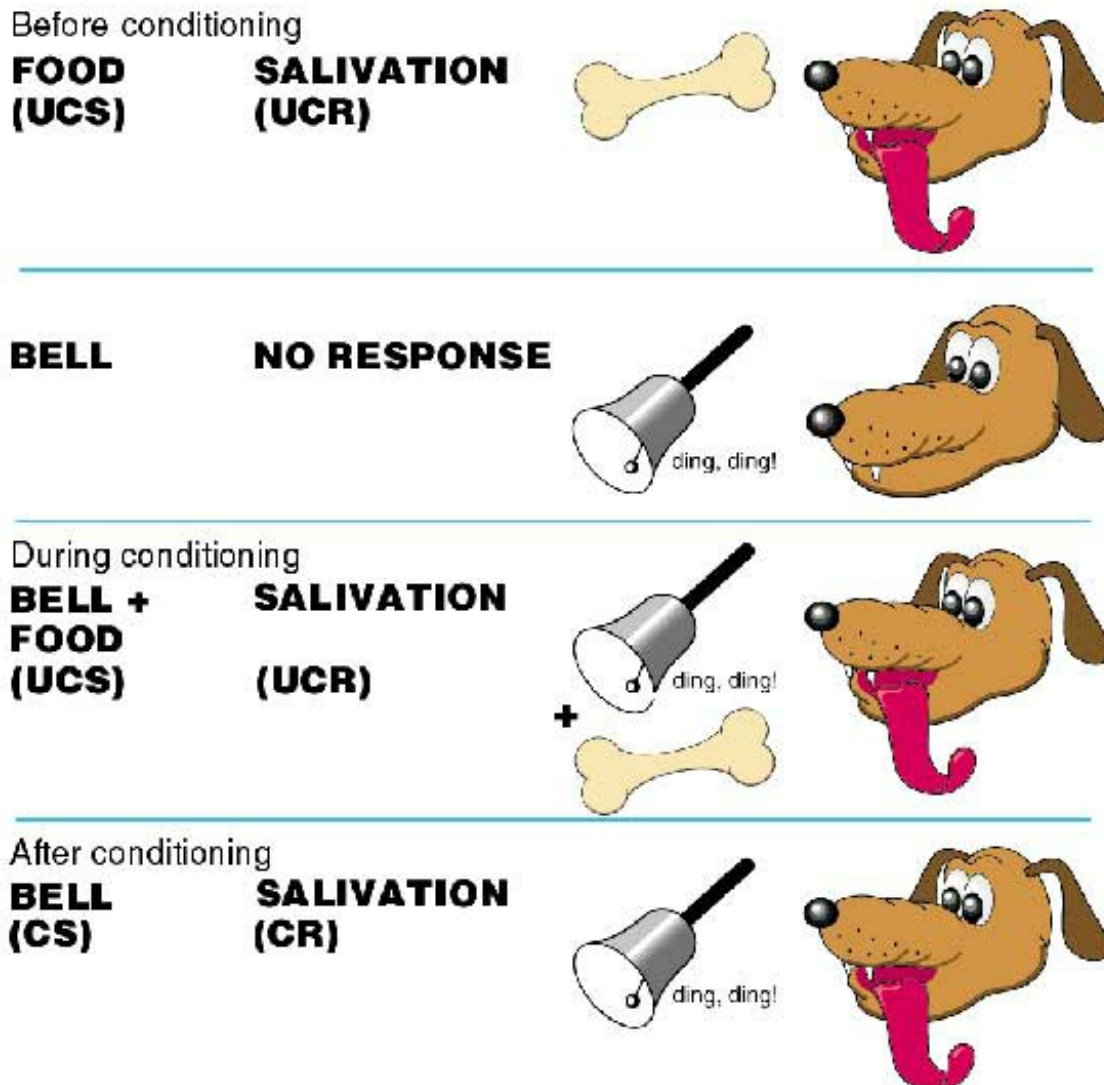 Before conditioning
FOOD SALIVATION
(UCS) (UCR)
BELL NO RESPONSE
ding, ding!
During conditioning
BELL + SALIVATION
FOOD
(UCS) (UCR)
ding, ding!
+
After conditioning
BELL SALIVATION
(CS) (CR)
ding, ding!